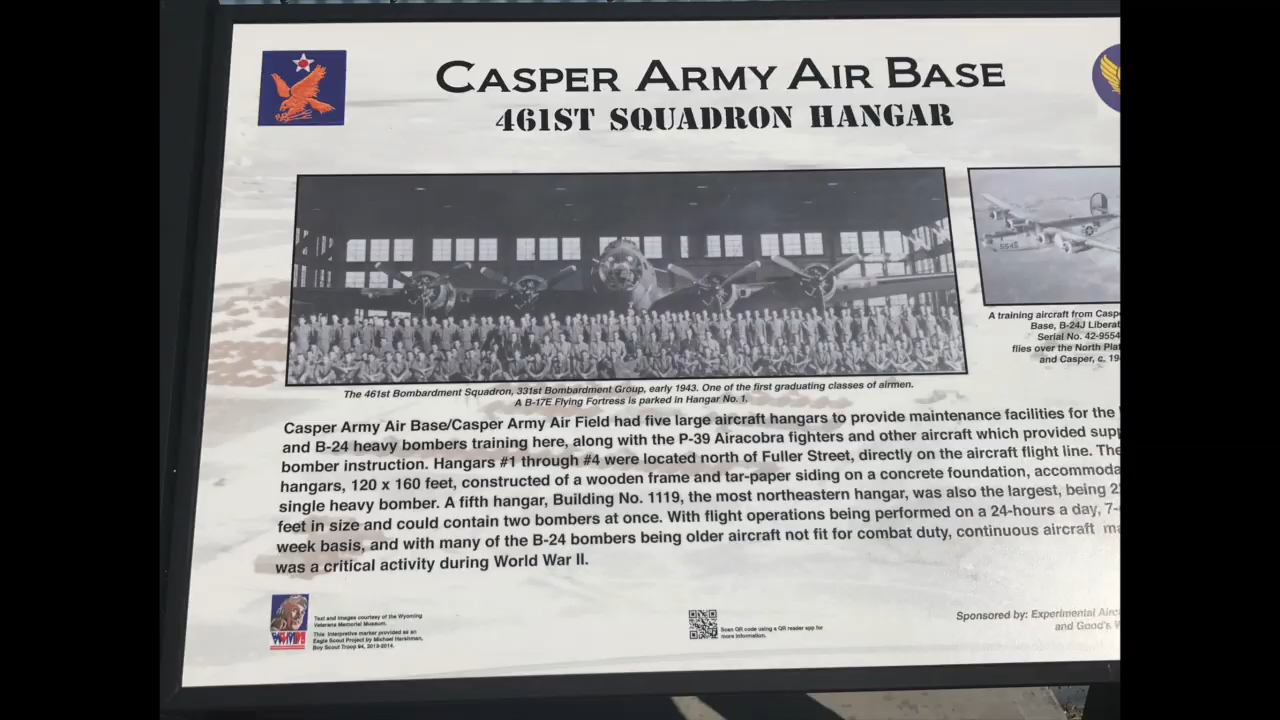 CASPER ARMY AIR BASE
461ST SQUADRON HANGAR
5545
The 461st Bombardment Squadron, 331st Bombardment Group, early 1943. One of the first graduating classes of airmen.
A B-17E Flying Fortress is parked in Hangar No. 1.
A training aircraft from Casp
Base, B-24J Liberat
Serial No. 42-9554
flies over the North Plat
and Casper, c. 19
Casper Army Air Base/Casper Army Air Field had five large aircraft hangars to provide maintenance facilities for the
and B-24 heavy bombers training here, along with the P-39 Airacobra fighters and other aircraft which provided supp
bomber instruction. Hangars #1 through #4 were located north of Fuller Street, directly on the aircraft flight line. The
hangars, 120 x 160 feet, constructed of a wooden frame and tar-paper siding on a concrete foundation, accommoda
single heavy bomber. A fifth hangar, Building No. 1119, the most northeastern hangar, was also the largest, being 2
feet in size and could contain two bombers at once. With flight operations being performed on a 24-hours a day, 7-
week basis, and with many of the B-24 bombers being older aircraft not fit for combat duty, continuous aircraft ma
was a critical activity during World War II.
Text and images courtesy of the Wyoming
Veterans Memorial Museum.
This interpretive marker provided as an
Eagle Scout Project by Michael Harshman,
Boy Scout Troop 94, 2013-2014.
Scan QR code using a QR reader app for
more information.
Sponsored by: Experimental Airc
and Good's W